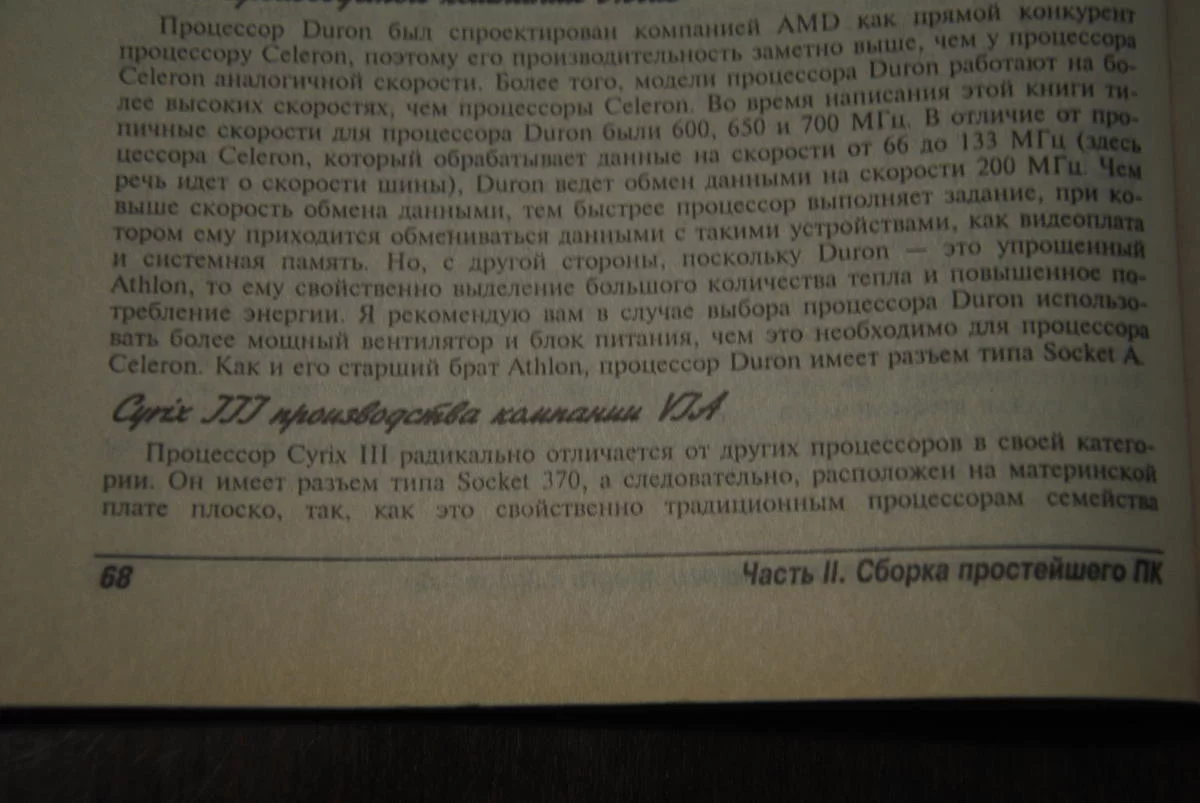 Процессор Duron был спроектирован компанией AMD как прямой конкурент
процессору Celeron, поэтому его производительность заметно выше, чем у процессора
Celeron аналогичной скорости. Более того, модели процессора Duron работают на бо-
лее высоких скоростях, чем процессоры Celeron. Во время написания этой книги ти-
пичные скорости для процессора Duron были 600, 650 и 700 МГц. В отличие от про-
цессора Celeron, который обрабатывает данные на скорости от 66 до 133 МГц (здесь
речь идет о скорости шины), Duron ведет обмен данными на скорости 200 МГц. Чем
выше скорость обмена данными, тем быстрее процессор выполняет задание, при ко-
тором ему приходится обмениваться данными с такими устройствами, как видеоплата
и системная память. Но, с другой стороны, поскольку Duron — это упрощенный
Athlon, то ему свойственно выделение большого количества тепла и повышенное по-
требление энергии. Я рекомендую вам в случае выбора процессора Duron использо-
вать более мощный вентилятор и блок питания, чем это необходимо для процессора
Celeron. Как и его старший брат Athlon, процессор Duron имеет разъем типа Socket A.
Cyrix III производства компании VIA
Процессор Cyrix III радикально отличается от других процессоров в своей катего-
рии. Он имеет разъем типа Socket 370, а следовательно, расположен на материнской
плате плоско, так, как это свойственно традиционным процессорам семейства
68 Часть II. Сборка простейшего ПК